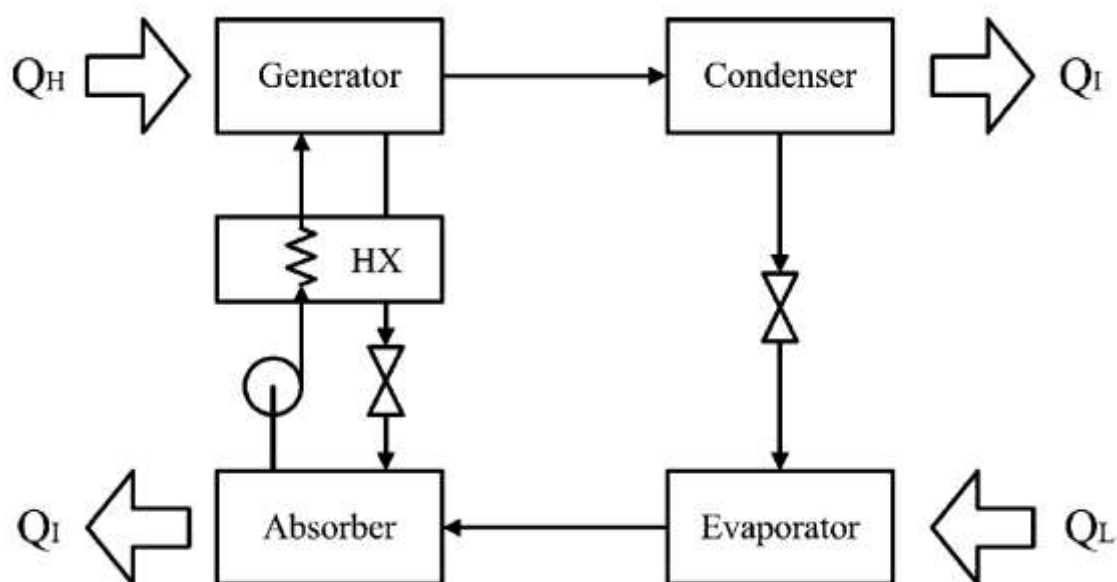 QH
Generator
Condenser
QI
HX
QI
Absorber
Evaporator
QL